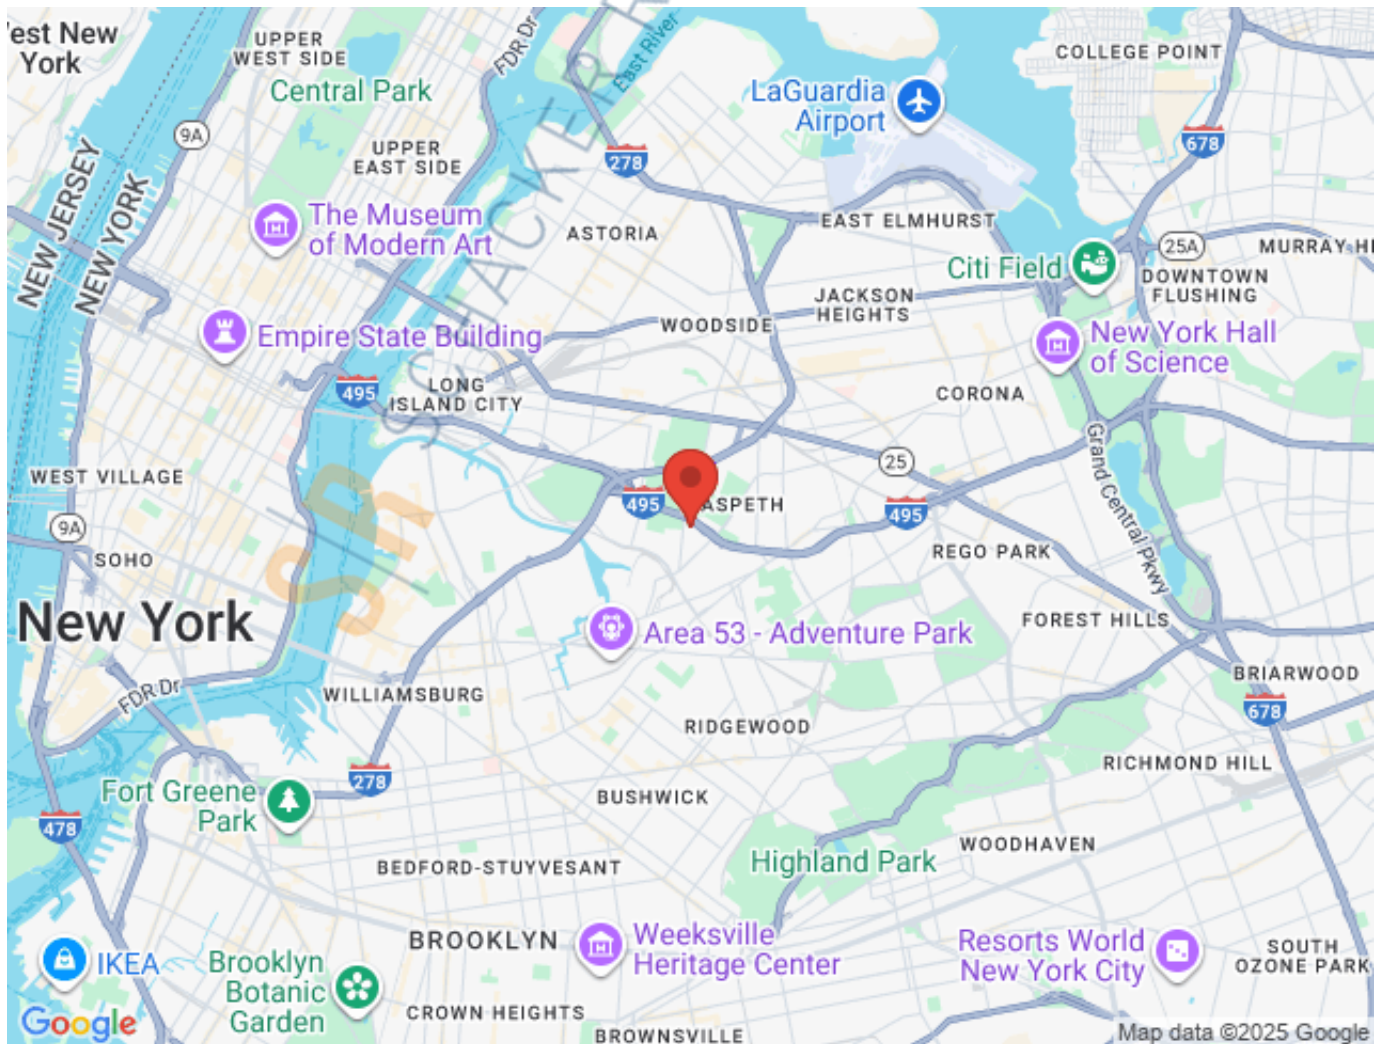 est New
York
UPPER
WEST SIDE
Central Park
FDR Dr
East River
COLLEGE POINT
LaGuardia
Airport
9A
278
678
UPPER
EAST SIDE
NEW JERSEY
NEW YORK
The Museum
of Modern Art
ASTORIA
EAST ELMHURST
25A
MURRAY HI
Citi Field
DOWNTOWN
FLUSHING
JACKSON
HEIGHTS
WOODSIDE
Empire State Building
New York Hall
of Science
495
LONG
ISLAND CITY
CORONA
Grand Central Pkwy
WEST VILLAGE
25
495
ASPETH
495
9A
SOHO
REGO PARK
New York
Area 53 - Adventure Park
FOREST HILLS
FDR Dr
WILLIAMSBURG
BRIARWOOD
678
RIDGEWOOD
RICHMOND HILL
278
Fort Greene
Park
BUSHWICK
478
WOODHAVEN
BEDFORD-STUYVESANT
Highland Park
BROOKLYN
Weeksville
Heritage Center
Resorts World
New York City
SOUTH
OZONE PARK
IKEA
Brooklyn
Botanic
Garden
CROWN HEIGHTS
BROWNSVILLE
Google
Map data ©2025 Google